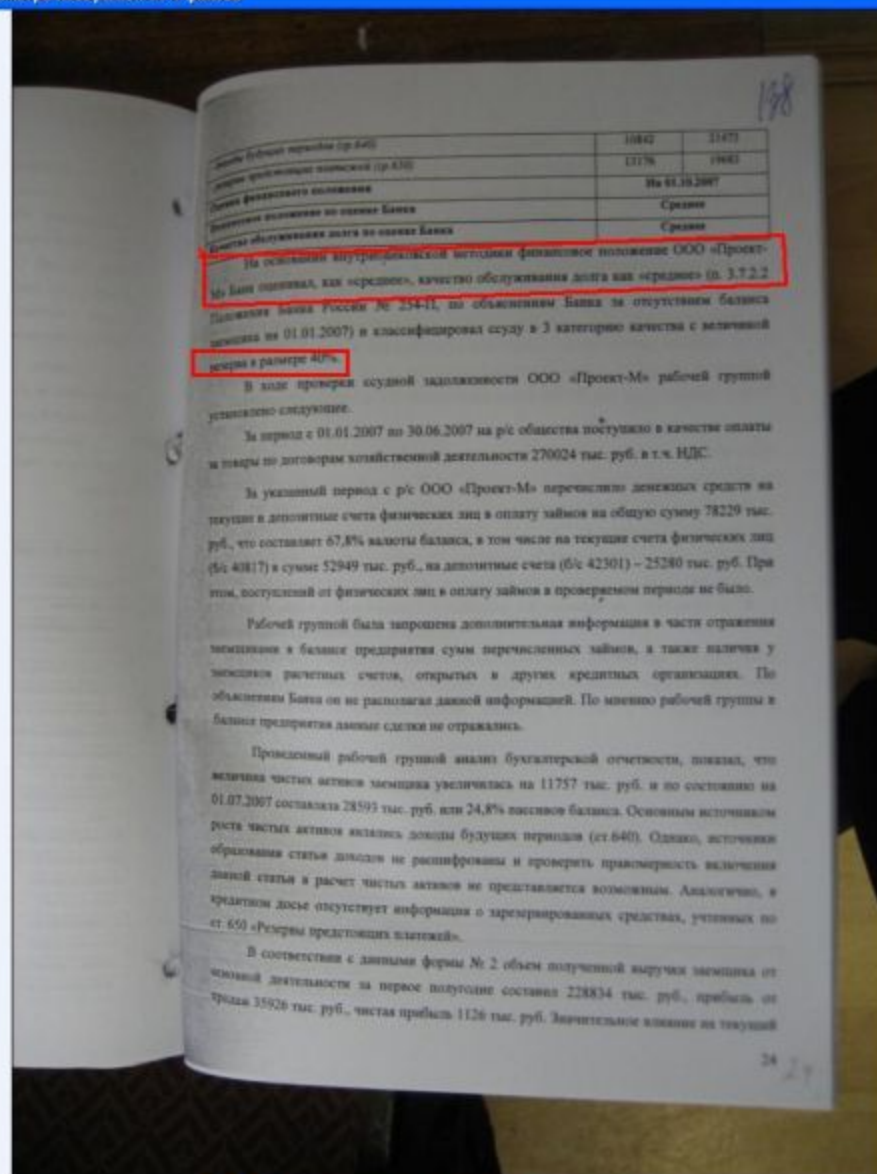 198
доходы будущих периодов (ср.640) 10842 21473
резервы предстоящих платежей (ср.650) 13176 19683
Оценка финансового положения На 01.10.2007
Финансовое положение по оценке Банка Среднее
Качество обслуживания долга по оценке Банка Среднее
На основании внутрибанковской методики финансовое положение ООО «Проект-
М» Банк оценивал, как «среднее», качество обслуживания долга как «среднее» (п. 3.7.2.2
Положения Банка России № 254-П, по объяснениям Банка за отсутствием баланса
заемщика на 01.01.2007) и классифицировал ссуду в 3 категорию качества с величиной
резерва в размере 40%.
В ходе проверки ссудной задолженности ООО «Проект-М» рабочей группой
установлено следующее.
За период с 01.01.2007 по 30.06.2007 на р/с общества поступило в качестве оплаты
за товары по договорам хозяйственной деятельности 270024 тыс. руб. в т.ч. НДС.
За указанный период с р/с ООО «Проект-М» перечислило денежных средств на
текущие и депозитные счета физических лиц в оплату займов на общую сумму 78229 тыс.
руб., что составляет 67,8% валюты баланса, в том числе на текущие счета физических лиц
(б/с 40817) в сумме 52949 тыс. руб., на депозитные счета (б/с 42301) – 25280 тыс. руб. При
этом, поступлений от физических лиц в оплату займов в проверяемом периоде не было.
Рабочей группой была запрошена дополнительная информация в части отражения
заемщиками в балансе предприятия сумм перечисленных займов, а также наличия у
заемщиков расчетных счетов, открытых в других кредитных организациях. По
объяснениям Банка он не располагал данной информацией. По мнению рабочей группы в
балансе предприятия данные сделки не отражались.
Проведенный рабочей группой анализ бухгалтерской отчетности, показал, что
величина чистых активов заемщика увеличилась на 11757 тыс. руб. и по состоянию на
01.07.2007 составляла 28593 тыс. руб. или 24,8% пассивов баланса. Основным источником
роста чистых активов являлись доходы будущих периодов (ст.640). Однако, источники
образования статьи доходов не расшифрованы и проверить правомерность включения
данной статьи в расчет чистых активов не представляется возможным. Аналогично, в
кредитном досье отсутствует информация о зарезервированных средствах, учтенных по
ст. 650 «Резервы предстоящих платежей».
В соответствии с данными формы № 2 объем полученной выручки заемщика от
основной деятельности за первое полугодие составил 228834 тыс. руб., прибыль от
продаж 35926 тыс. руб., чистая прибыль 1126 тыс. руб. Значительное влияние на текущий
24 24